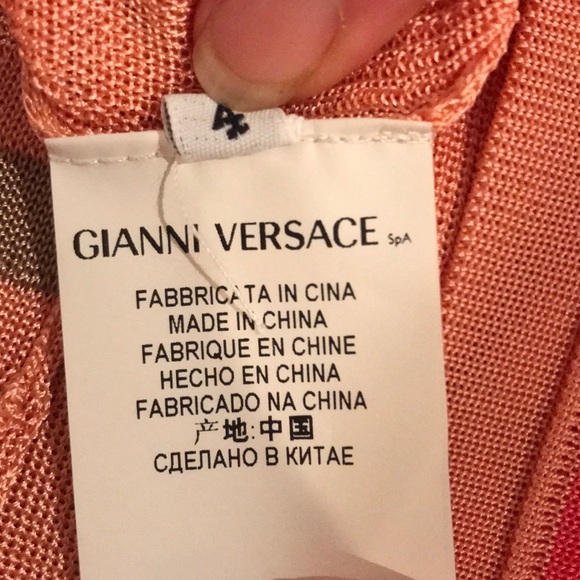 4
GIANNI VERSACE SpA
FABBRICATA IN CINA
MADE IN CHINA
FABRIQUE EN CHINE
HECHO EN CHINA
FABRICADO NA CHINA
产地:中国
СДЕЛАНО В КИТАЕ